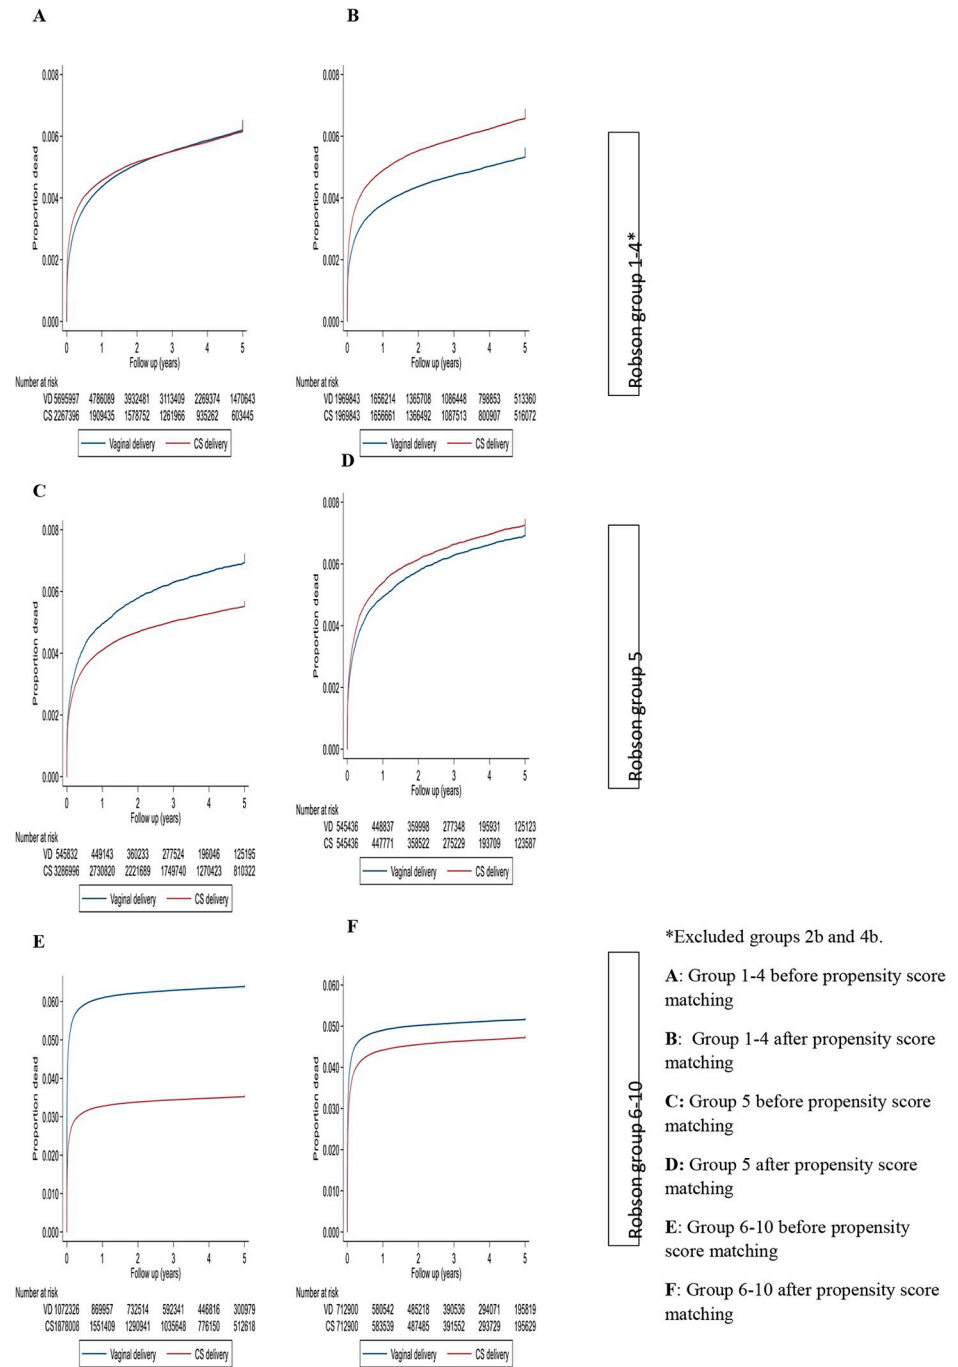 A
Proportion dead
0.008
0.006
0.004
0.002
0.000
0 1 2 3 4 5
Follow up (years)
Number at risk
VD 5695997 4786089 3932481 3113409 2269374 1470643
CS 2267396 1909435 1578752 1261966 935262 603445
Vaginal delivery CS delivery
B
Proportion dead
0.008
0.006
0.004
0.002
0.000
0 1 2 3 4 5
Follow up (years)
Number at risk
VD 1969843 1656214 1365708 1086448 798853 513360
CS 1969843 1656661 1366492 1087513 800907 516072
Vaginal delivery CS delivery
Robson group 1-4*
C
Proportion dead
0.008
0.006
0.004
0.002
0.000
0 1 2 3 4 5
Follow up (years)
Number at risk
VD 545832 449143 360233 277524 196046 125195
CS 3286996 2730820 2221689 1749740 1270423 810322
Vaginal delivery CS delivery
D
Proportion dead
0.008
0.006
0.004
0.002
0.000
0 1 2 3 4 5
Follow up (years)
Number at risk
VD 545436 448837 359998 277348 195931 125123
CS 545436 447771 358522 275229 193709 123587
Vaginal delivery CS delivery
Robson group 5
E
Proportion dead
0.060
0.050
0.040
0.030
0.020
0.010
0.000
0 1 2 3 4 5
Follow up (years)
Number at risk
VD 1072326 869957 732514 592341 446816 300979
CS1878008 1551409 1290941 1035648 776150 512618
Vaginal delivery CS delivery
F
Proportion dead
0.060
0.050
0.040
0.030
0.020
0.010
0.000
0 1 2 3 4 5
Follow up (years)
Number at risk
VD 712900 580542 485218 390536 294071 195819
CS 712900 583539 487485 391552 293729 195629
Vaginal delivery CS delivery
Robson group 6-10
*Excluded groups 2b and 4b.
A: Group 1-4 before propensity score
matching
B: Group 1-4 after propensity score
matching
C: Group 5 before propensity score
matching
D: Group 5 after propensity score
matching
E: Group 6-10 before propensity
score matching
F: Group 6-10 after propensity score
matching